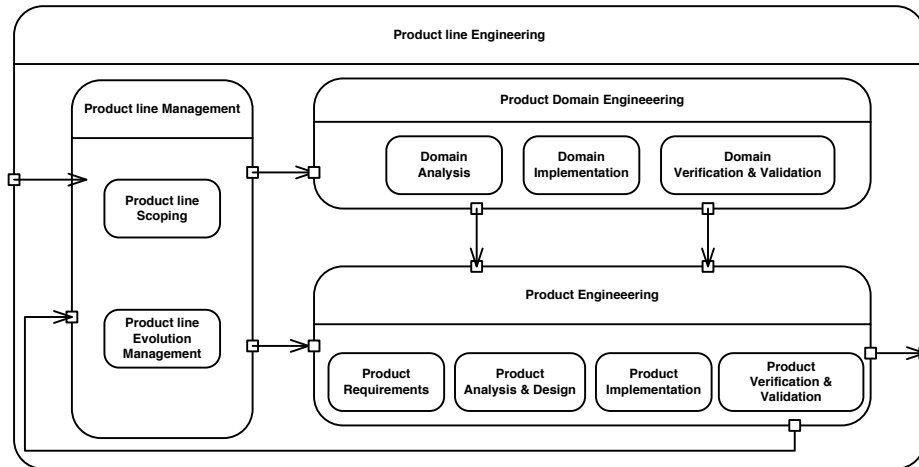 Product line Engineering
Product line Management
Product line
Scoping
Product line
Evolution
Management
Product Domain Engineeering
Domain
Analysis
Domain
Implementation
Domain
Verification & Validation
Product Engineeering
Product
Requirements
Product
Analysis & Design
Product
Implementation
Product
Verification &
Validation